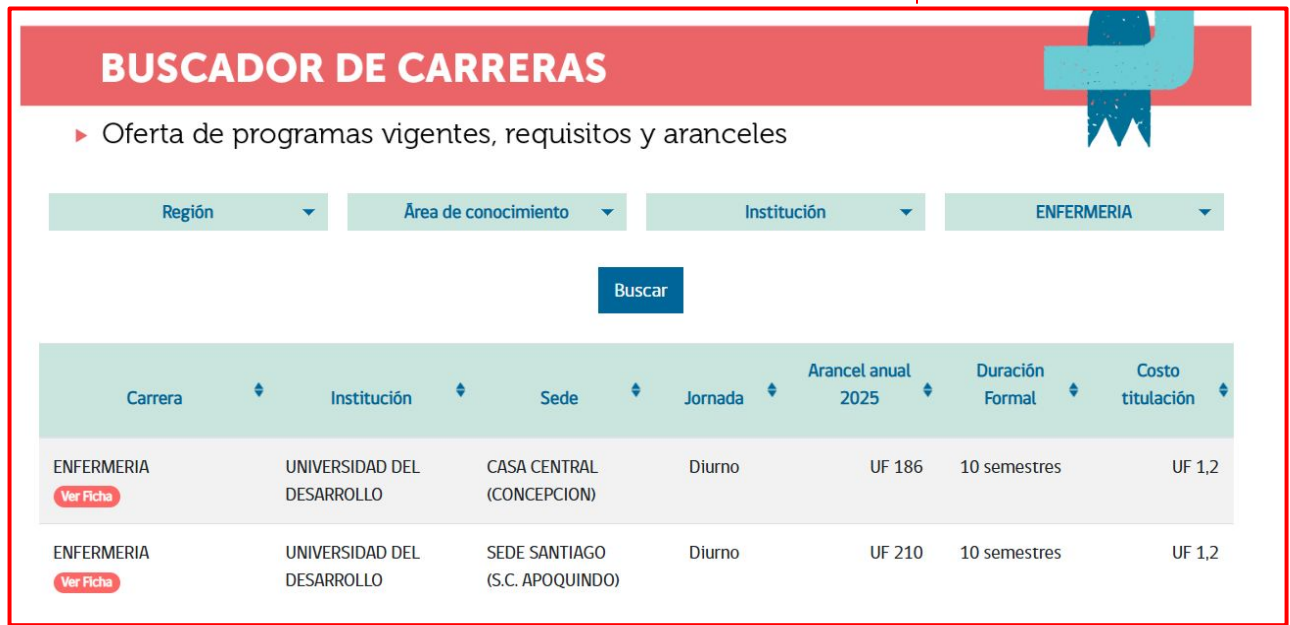 BUSCADOR DE CARRERAS
Oferta de programas vigentes, requisitos y aranceles
Región Área de conocimiento Institución ENFERMERIA
Buscar
Carrera Institución Sede Jornada Arancel anual 2025 Duración Formal Costo titulación
ENFERMERIA UNIVERSIDAD DEL CASA CENTRAL Diurno UF 186 10 semestres UF 1,2
Ver Ficha DESARROLLO (CONCEPCION)
ENFERMERIA UNIVERSIDAD DEL SEDE SANTIAGO Diurno UF 210 10 semestres UF 1,2
Ver Ficha DESARROLLO (S.C. APOQUINDO)